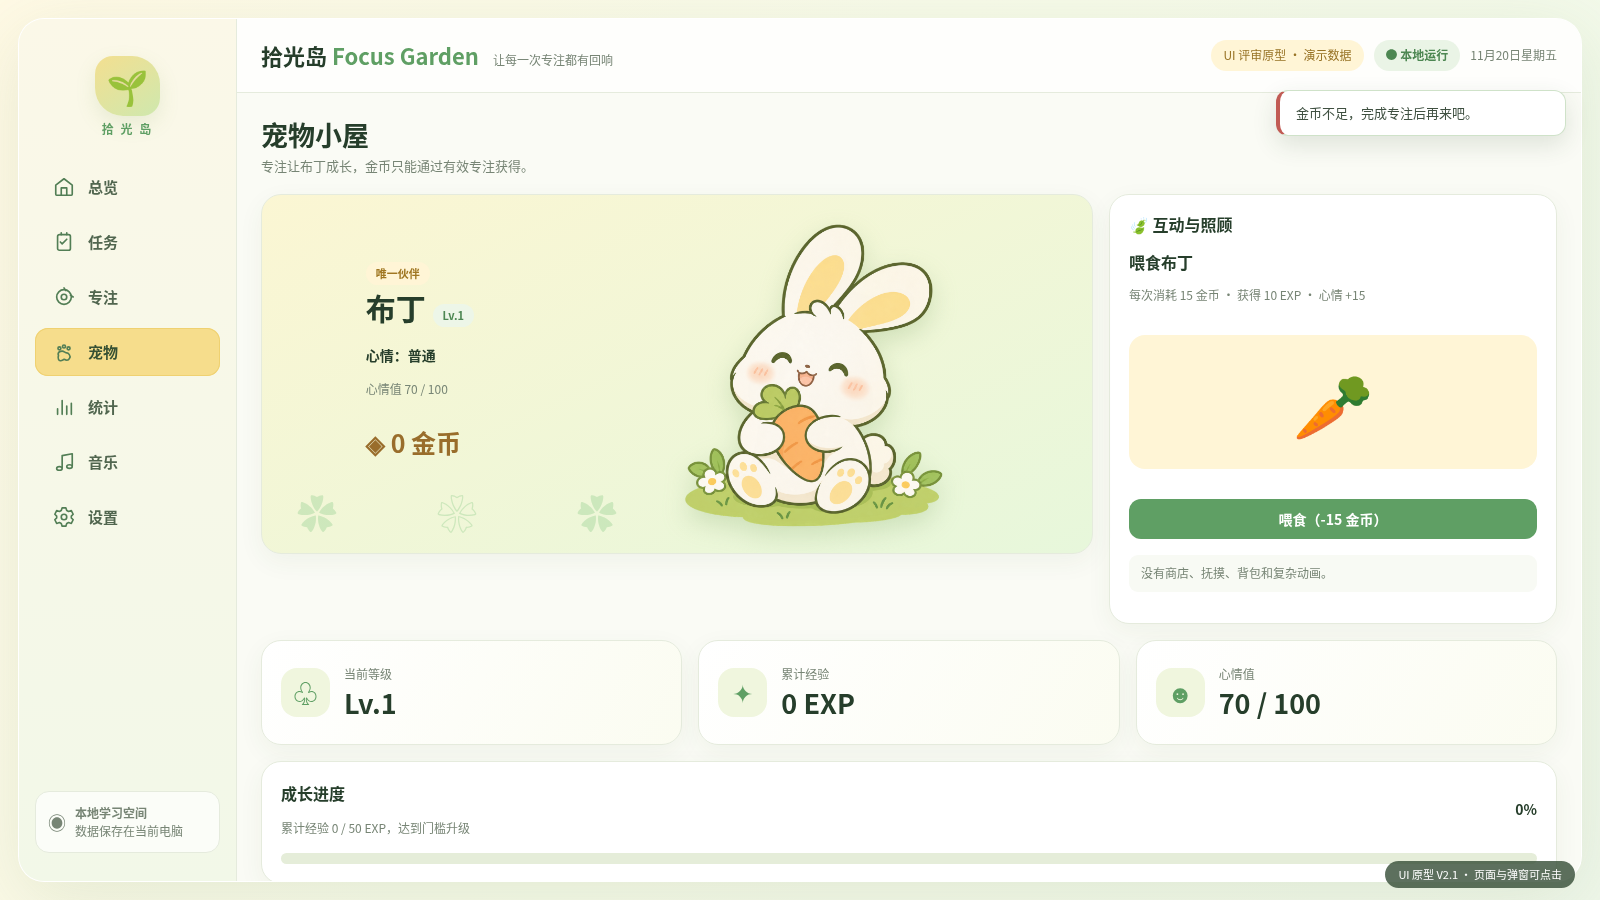 拾光岛
总览
任务
专注
宠物
统计
音乐
设置
本地学习空间
数据保存在当前电脑
拾光岛 Focus Garden 让每一次专注都有回响
UI 评审原型 · 演示数据
本地运行
11月20日星期五
金币不足，完成专注后再来吧。
宠物小屋
专注让布丁成长，金币只能通过有效专注获得。
唯一伙伴
布丁 Lv.1
心情：普通
心情值 70 / 100
◈ 0 金币
互动与照顾
喂食布丁
每次消耗 15 金币 · 获得 10 EXP · 心情 +15
喂食（-15 金币）
没有商店、抚摸、背包和复杂动画。
当前等级
Lv.1
累计经验
0 EXP
心情值
70 / 100
成长进度
累计经验 0 / 50 EXP，达到门槛升级
0%
UI 原型 V2.1 · 页面与弹窗可点击